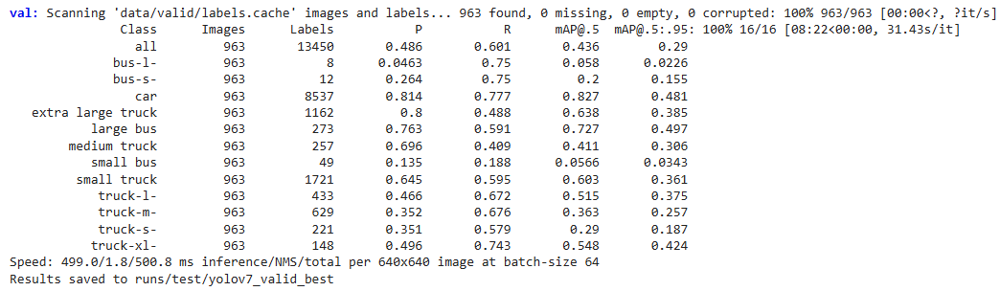 val: Scanning 'data/valid/labels.cache' images and labels... 963 found, 0 missing, 0 empty, 0 corrupted: 100% 963/963 [00:00<?, ?it/s]
Class Images Labels P R mAP@.5 mAP@.5:.95: 100% 16/16 [08:22<00:00, 31.43s/it]
all 963 13450 0.486 0.601 0.436 0.29
bus-l- 963 8 0.0463 0.75 0.058 0.0226
bus-s- 963 12 0.264 0.75 0.2 0.155
car 963 8537 0.814 0.777 0.827 0.481
extra large truck 963 1162 0.8 0.488 0.638 0.385
large bus 963 273 0.763 0.591 0.727 0.497
medium truck 963 257 0.696 0.409 0.411 0.306
small bus 963 49 0.135 0.188 0.0566 0.0343
small truck 963 1721 0.645 0.595 0.603 0.361
truck-l- 963 433 0.466 0.672 0.515 0.375
truck-m- 963 629 0.352 0.676 0.363 0.257
truck-s- 963 221 0.351 0.579 0.29 0.187
truck-xl- 963 148 0.496 0.743 0.548 0.424
Speed: 499.0/1.8/500.8 ms inference/NMS/total per 640x640 image at batch-size 64
Results saved to runs/test/yolov7_valid_best